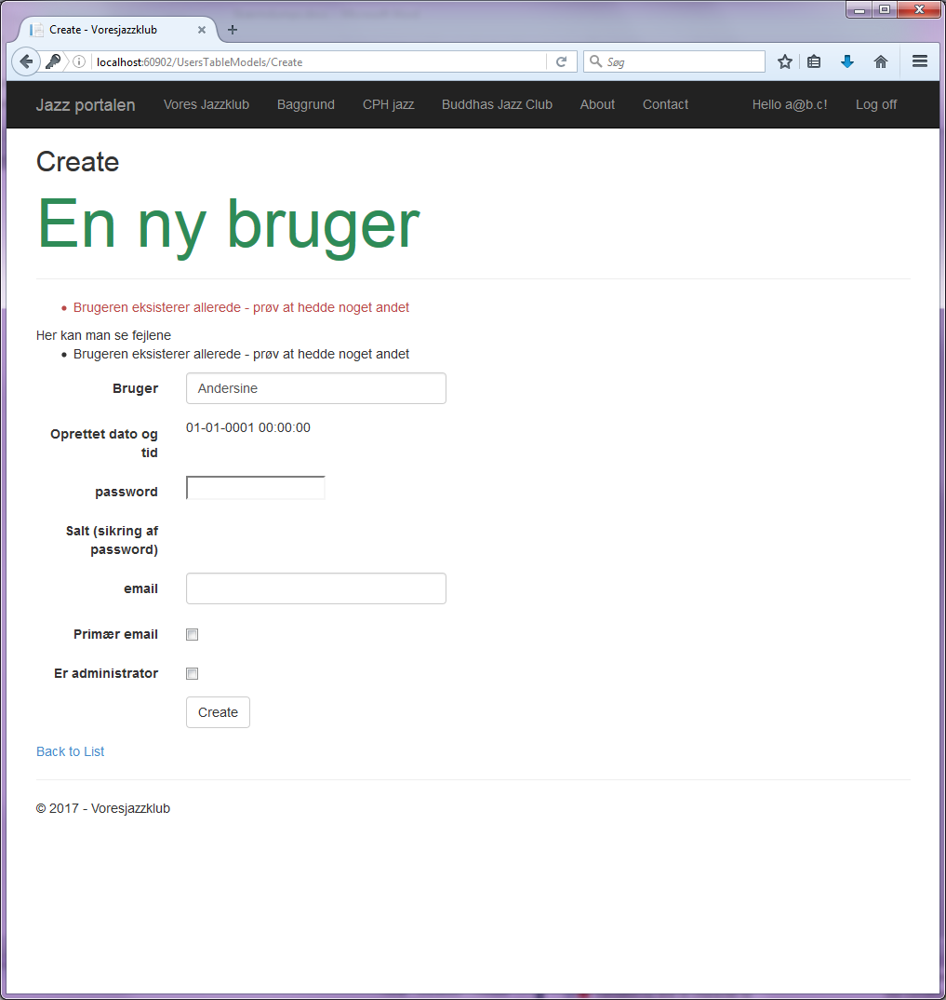 Create - Voresjazzklub
localhost:60902/UsersTableModels/Create
Søg
Jazz portalen Vores Jazzklub Baggrund CPH jazz Buddhas Jazz Club About Contact Hello a@b.c! Log off
Create
En ny bruger
Brugeren eksisterer allerede - prøv at hedde noget andet
Her kan man se fejlene
Brugeren eksisterer allerede - prøv at hedde noget andet
Bruger Andersine
Oprettet dato og 01-01-0001 00:00:00
tid
password
Salt (sikring af
password)
email
Primær email
Er administrator
Create
Back to List
© 2017 - Voresjazzklub